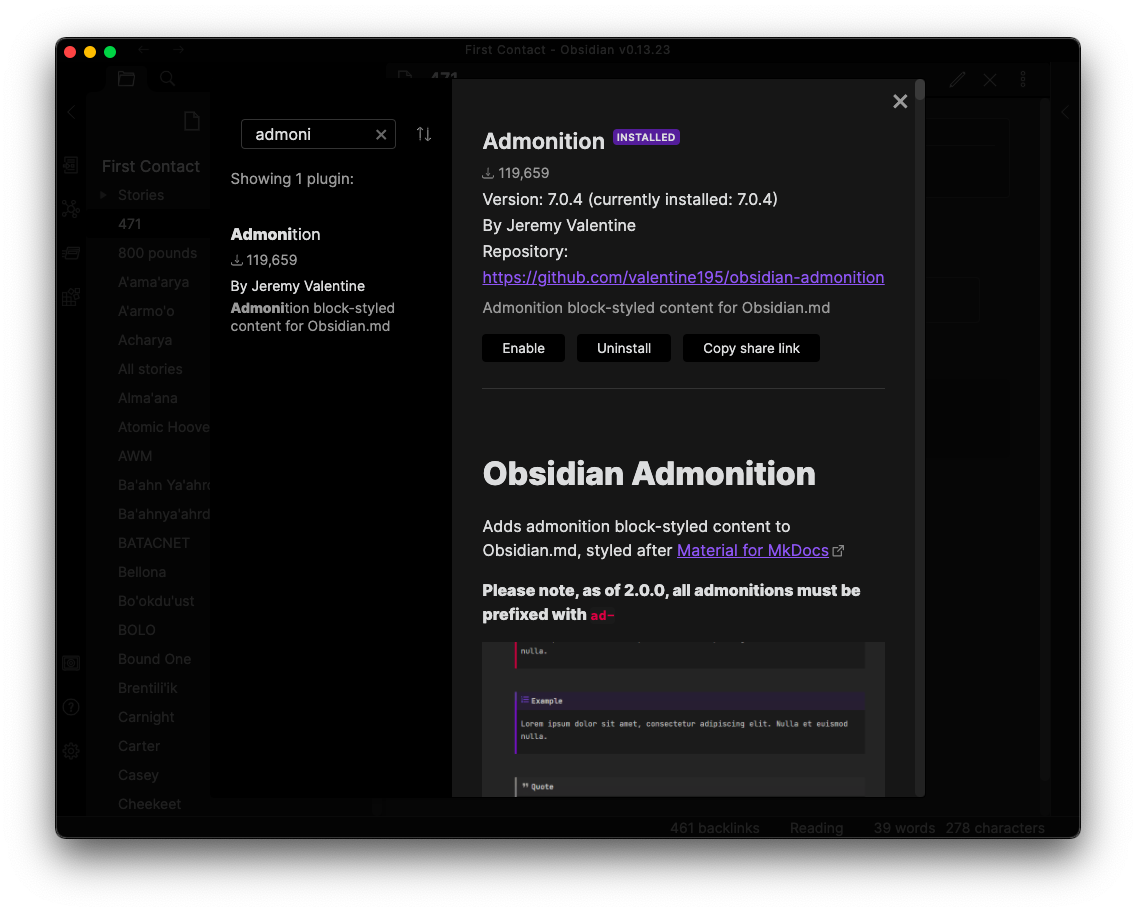 First Contact - Obsidian v0.13.23
471
First Contact
Stories
471
800 pounds
A'ama'arya
A'armo'o
Acharya
All stories
Alma'ana
Atomic Hoove
AWM
Ba'ahn Ya'ahrd
Ba'ahnya'ahrd
BATACNET
Bellona
Bo'okdu'ust
BOLO
Bound One
Brentili'ik
Carnight
Carter
Casey
Cheekeet
admoni
Showing 1 plugin:
Admonition
119,659
By Jeremy Valentine
Admonition block-styled
content for Obsidian.md
Admonition INSTALLED
119,659
Version: 7.0.4 (currently installed: 7.0.4)
By Jeremy Valentine
Repository:
https://github.com/valentine195/obsidian-admonition
Admonition block-styled content for Obsidian.md
Enable Uninstall Copy share link
Obsidian Admonition
Adds admonition block-styled content to
Obsidian.md, styled after Material for MkDocs
Please note, as of 2.0.0, all admonitions must be
prefixed with ad-
nulla.
Example
Lorem ipsum dolor sit amet, consectetur adipiscing elit. Nulla et euismod
nulla.
Quote
461 backlinks Reading 39 words 278 characters